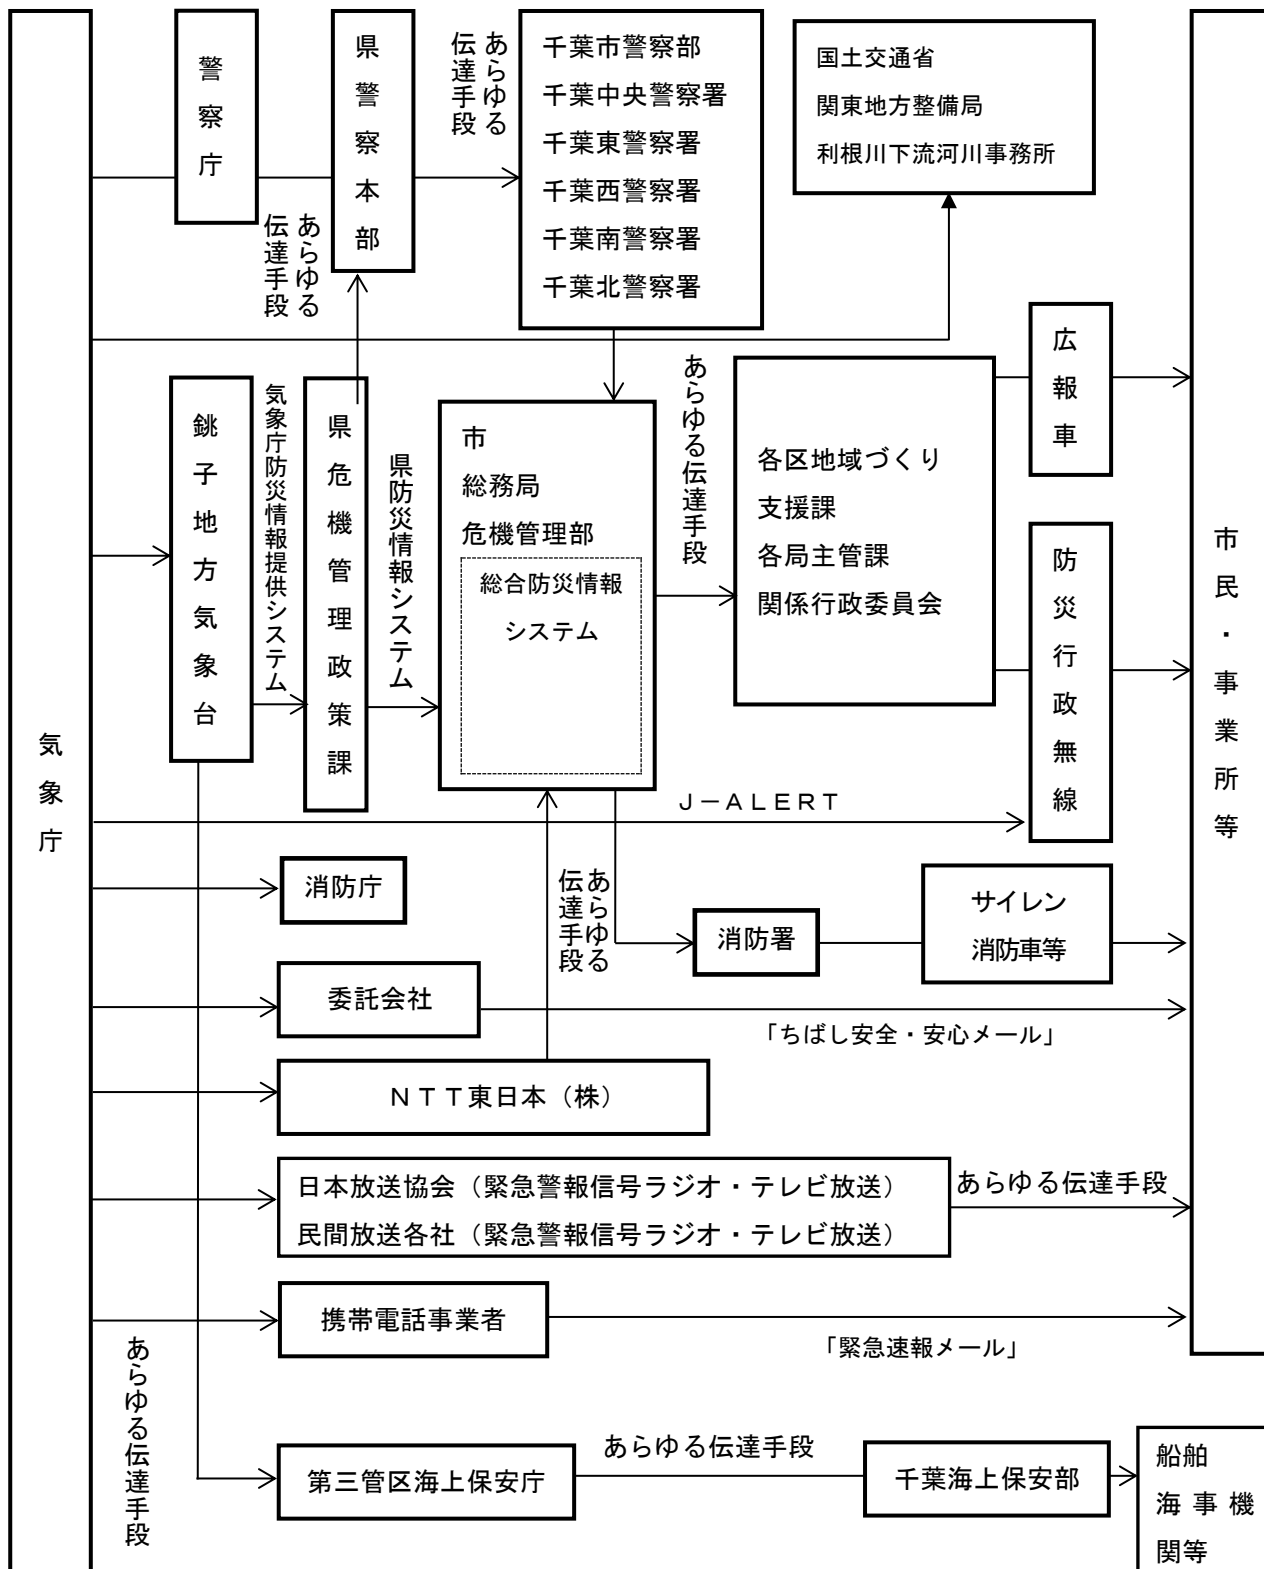 気象庁
警察庁
県警察本部
あらゆる
伝達手段
千葉市警察部
千葉中央警察署
千葉東警察署
千葉西警察署
千葉南警察署
千葉北警察署
国土交通省
関東地方整備局
利根川下流河川事務所
あらゆる
伝達手段
銚子地方気象台
気象庁防災情報提供システム
県危機管理政策課
県防災情報システム
市
総務局
危機管理部
総合防災情報
システム
あらゆる伝達手段
各区地域づくり
支援課
各局主管課
関係行政委員会
広報車
防災行政無線
市民・事業所等
J-ALERT
消防庁
あらゆる
伝達手段
消防署
サイレン
消防車等
委託会社
「ちばし安全・安心メール」
NTT東日本（株）
日本放送協会（緊急警報信号ラジオ・テレビ放送）
民間放送各社（緊急警報信号ラジオ・テレビ放送）
あらゆる伝達手段
携帯電話事業者
「緊急速報メール」
あらゆる伝達手段
第三管区海上保安庁
あらゆる伝達手段
千葉海上保安部
船舶
海事機
関等